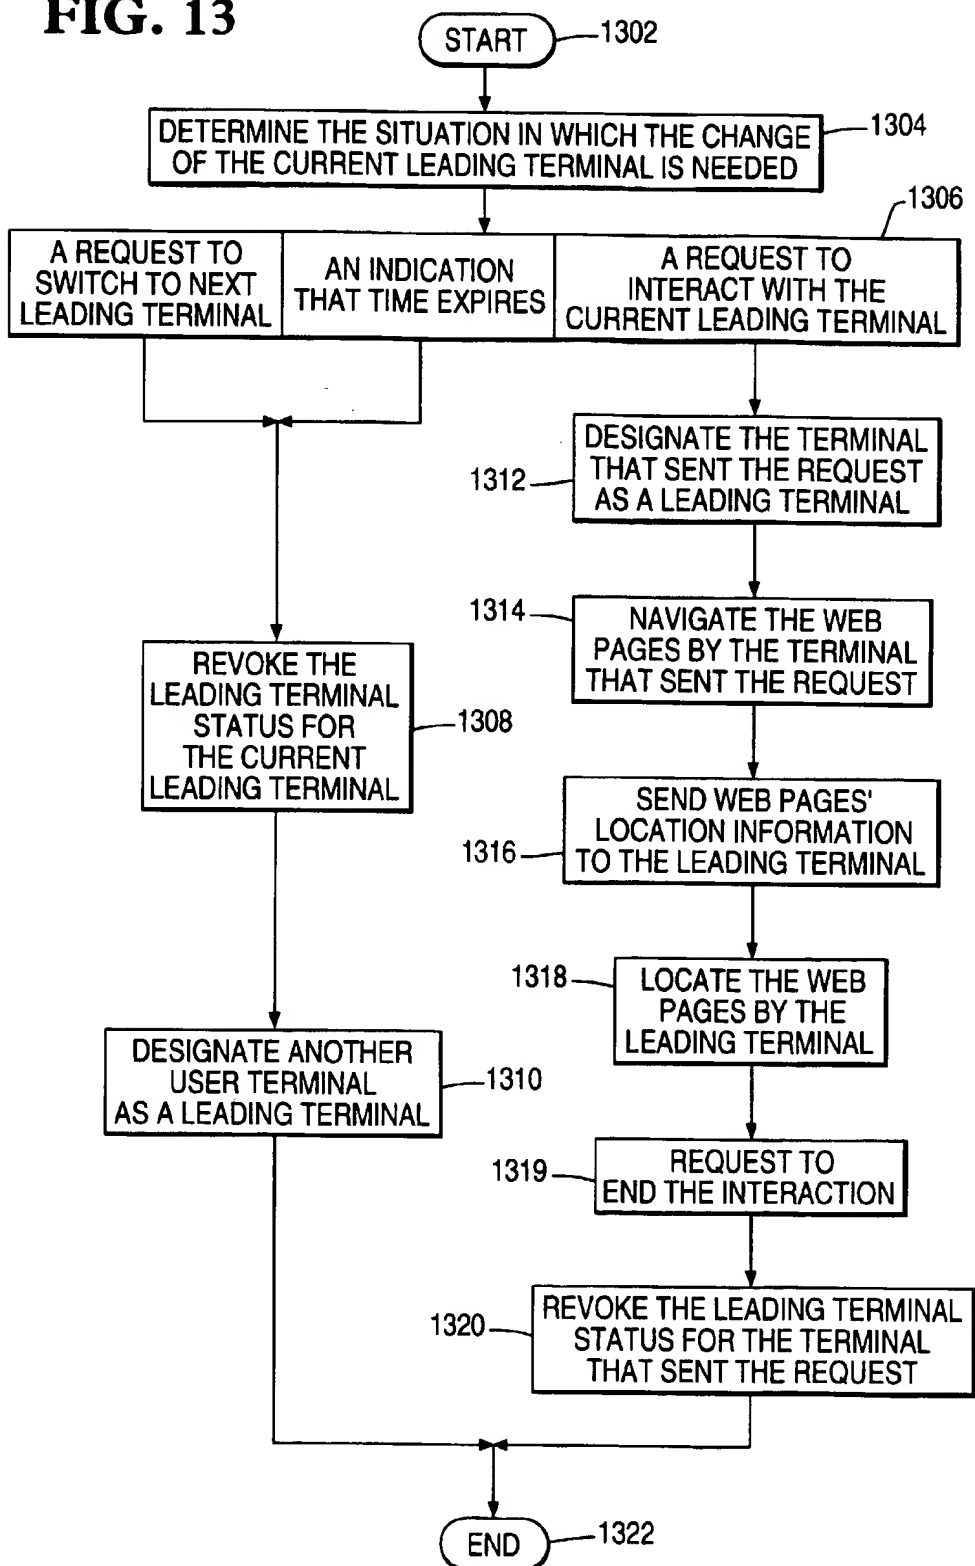 FIG. 13
START
1302
DETERMINE THE SITUATION IN WHICH THE CHANGE
OF THE CURRENT LEADING TERMINAL IS NEEDED
1304
1306
A REQUEST TO
SWITCH TO NEXT
LEADING TERMINAL
AN INDICATION
THAT TIME EXPIRES
A REQUEST TO
INTERACT WITH THE
CURRENT LEADING TERMINAL
DESIGNATE THE TERMINAL
THAT SENT THE REQUEST
AS A LEADING TERMINAL
1312
1314
NAVIGATE THE WEB
PAGES BY THE TERMINAL
THAT SENT THE REQUEST
REVOKE THE
LEADING TERMINAL
STATUS FOR
THE CURRENT
LEADING TERMINAL
1308
SEND WEB PAGES'
LOCATION INFORMATION
TO THE LEADING TERMINAL
1316
1318
LOCATE THE WEB
PAGES BY THE
LEADING TERMINAL
DESIGNATE ANOTHER
USER TERMINAL
AS A LEADING TERMINAL
1310
1319
REQUEST TO
END THE INTERACTION
1320
REVOKE THE LEADING TERMINAL
STATUS FOR THE TERMINAL
THAT SENT THE REQUEST
END
1322